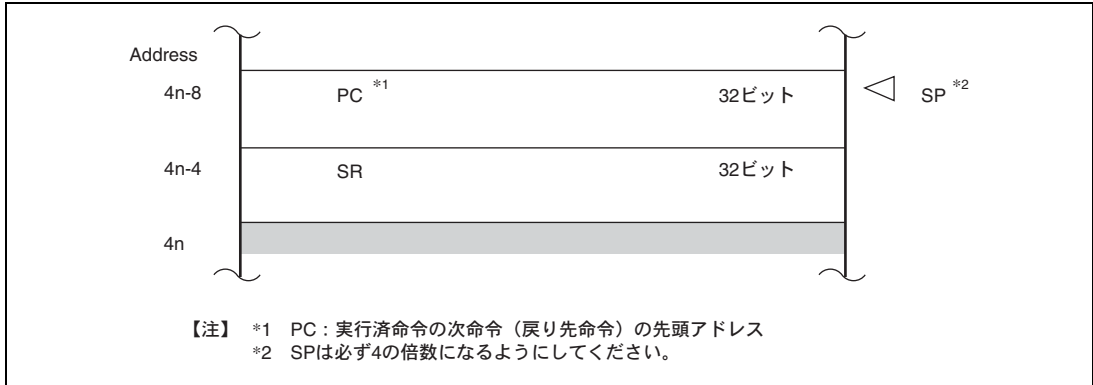 Address
4n-8 PC *1 32ビット SP *2
4n-4 SR 32ビット
4n
【注】 *1 PC：実行済命令の次命令（戻り先命令）の先頭アドレス
*2 SPは必ず4の倍数になるようにしてください。